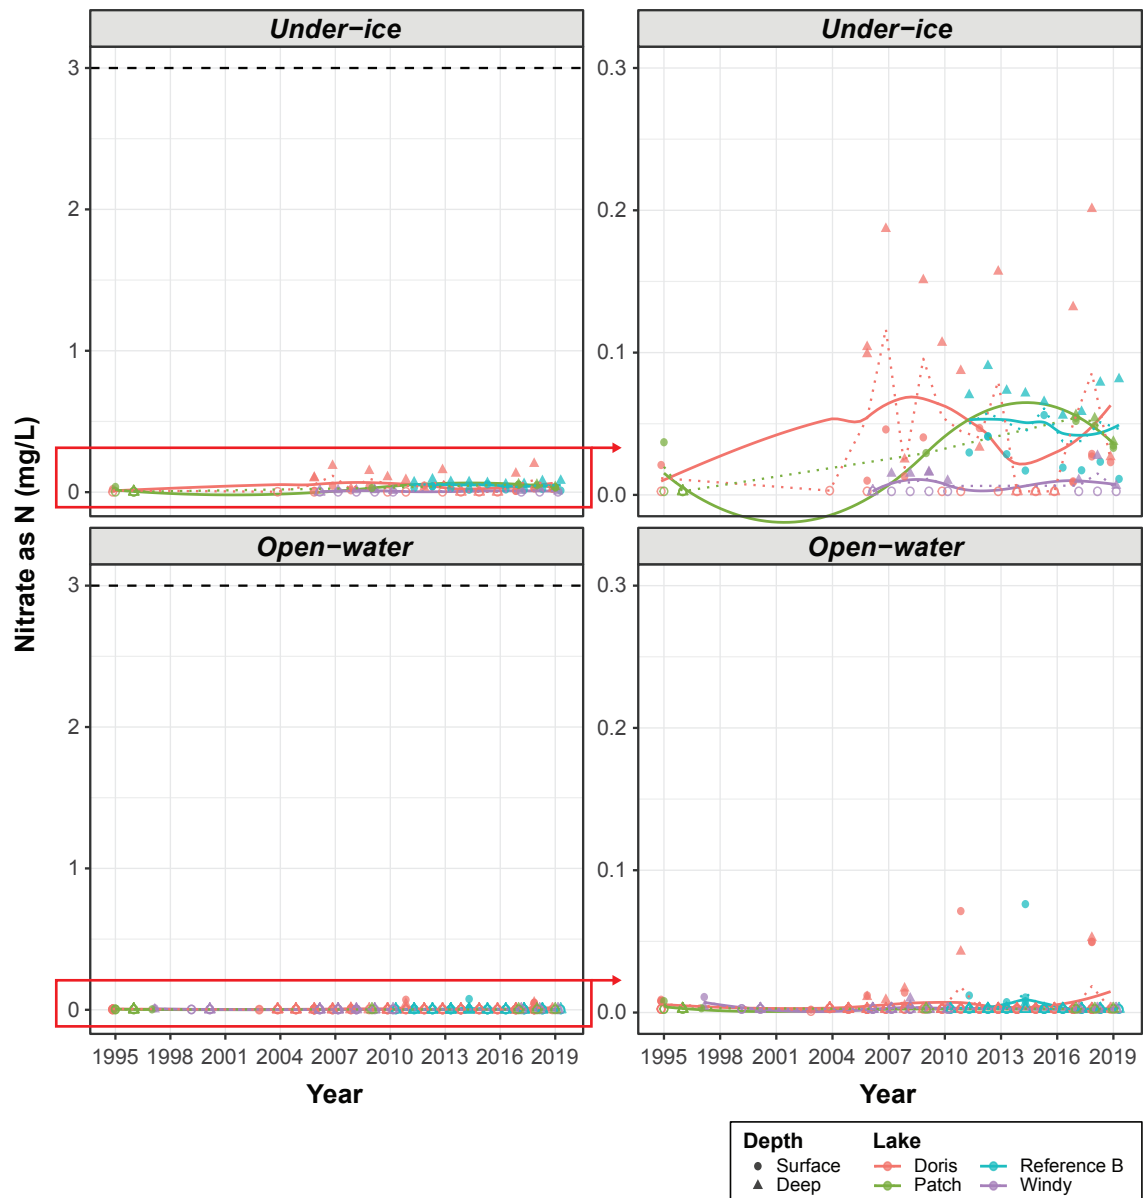 Under−ice
Under−ice
3
2
1
0
0.3
0.2
0.1
0.0
Nitrate as N (mg/L)
Open−water
Open−water
3
2
1
0
0.3
0.2
0.1
0.0
1995 1998 2001 2004 2007 2010 2013 2016 2019
1995 1998 2001 2004 2007 2010 2013 2016 2019
Year
Year
Depth Lake
Surface Doris Reference B
Deep Patch Windy